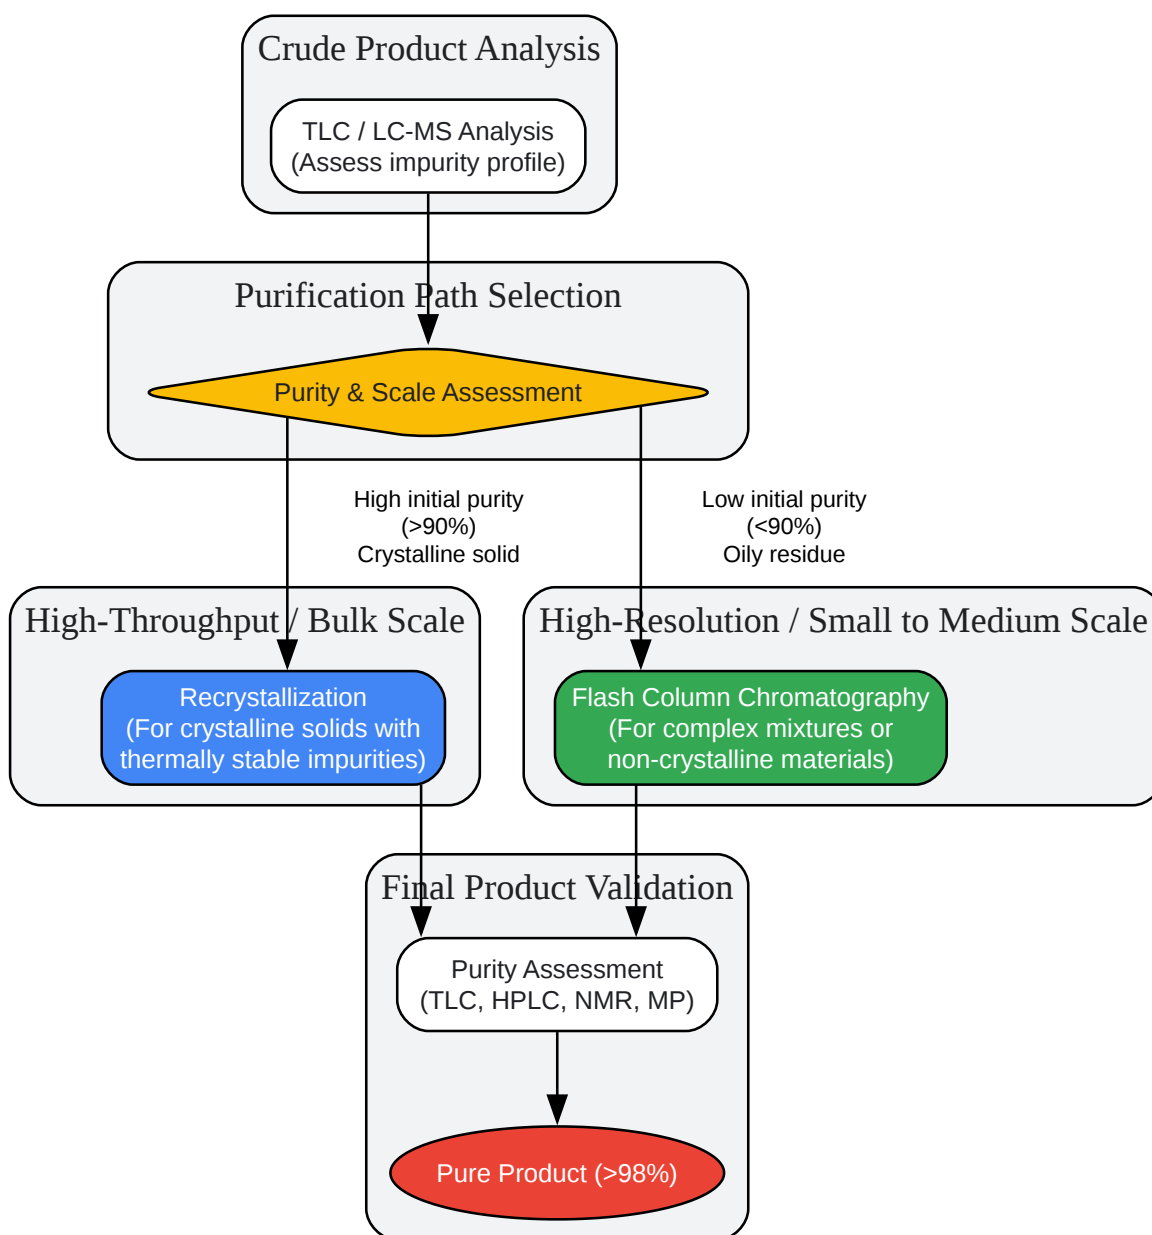 Crude Product Analysis
TLC / LC-MS Analysis
(Assess impurity profile)
Purification Path Selection
Purity & Scale Assessment
High initial purity
(>90%)
Crystalline solid
Low initial purity
(<90%)
Oily residue
High-Throughput / Bulk Scale
Recrystallization
(For crystalline solids with
thermally stable impurities)
High-Resolution / Small to Medium Scale
Flash Column Chromatography
(For complex mixtures or
non-crystalline materials)
Final Product Validation
Purity Assessment
(TLC, HPLC, NMR, MP)
Pure Product (>98%)